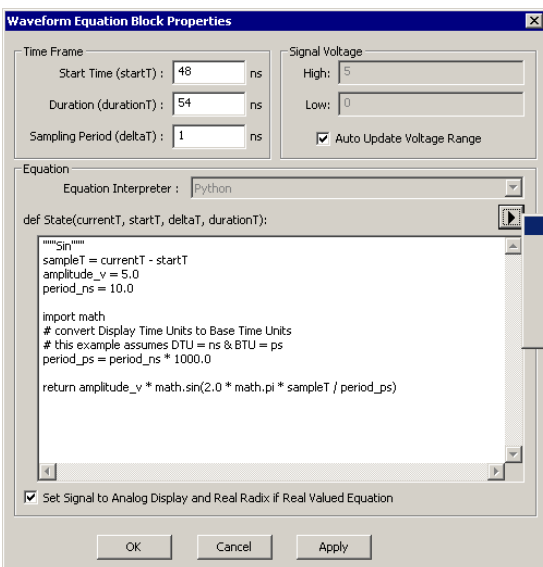 Waveform Equation Block Properties
Time Frame
Start Time (startT) : 48 ns
Duration (durationT) : 54 ns
Sampling Period (deltaT) : 1 ns
Signal Voltage
High: 5
Low: 0
Auto Update Voltage Range
Equation
Equation Interpreter : Python
def State(currentT, startT, deltaT, durationT):
"""Sin"""
sampleT = currentT - startT
amplitude_v = 5.0
period_ns = 10.0
import math
# convert Display Time Units to Base Time Units
# this example assumes DTU = ns & BTU = ps
period_ps = period_ns * 1000.0
return amplitude_v * math.sin(2.0 * math.pi * sampleT / period_ps)
Set Signal to Analog Display and Real Radix if Real Valued Equation
OK Cancel Apply